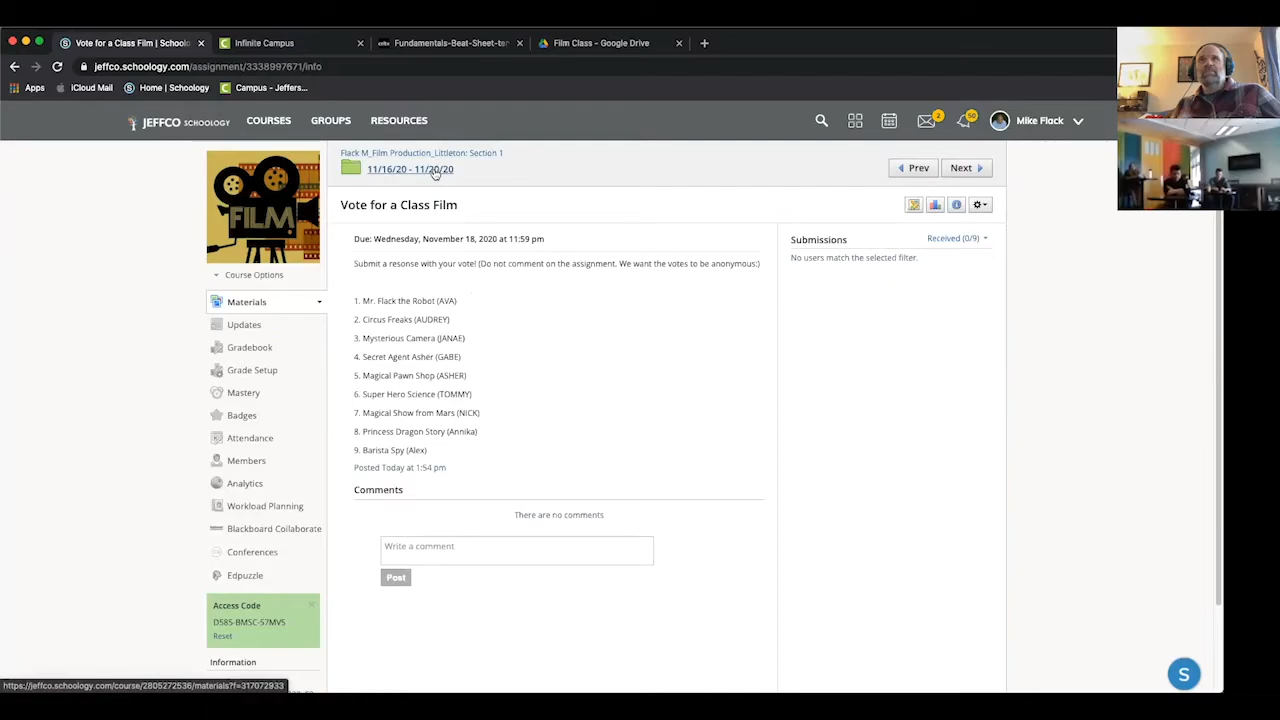 Vote for a Class Film | Schoolo
Infinite Campus
Fundamentals-Beat-Sheet-ter
Film Class - Google Drive
jeffco.schoology.com/assignment/3338997671/info
Apps
iCloud Mail
Home | Schoology
Campus - Jeffers...
JEFFCO SCHOOLOGY
COURSES
GROUPS
RESOURCES
2
50
Mike Flack
Flack M_Film Production_Littleton: Section 1
11/16/20 - 11/20/20
Prev
Next
FILM
Vote for a Class Film
Due: Wednesday, November 18, 2020 at 11:59 pm
Submissions
Received (0/9)
No users match the selected filter.
Submit a resonse with your vote! (Do not comment on the assignment. We want the votes to be anonymous:)
1. Mr. Flack the Robot (AVA)
2. Circus Freaks (AUDREY)
3. Mysterious Camera (JANAE)
4. Secret Agent Asher (GABE)
5. Magical Pawn Shop (ASHER)
6. Super Hero Science (TOMMY)
7. Magical Show from Mars (NICK)
8. Princess Dragon Story (Annika)
9. Barista Spy (Alex)
Posted Today at 1:54 pm
Comments
There are no comments
Write a comment
Post
Course Options
Materials
Updates
Gradebook
Grade Setup
Mastery
Badges
Attendance
Members
Analytics
Workload Planning
Blackboard Collaborate
Conferences
Edpuzzle
Access Code
D585-BMSC-57MVS
Reset
Information
S
https://jeffco.schoology.com/course/2805272536/materials?f=317072933